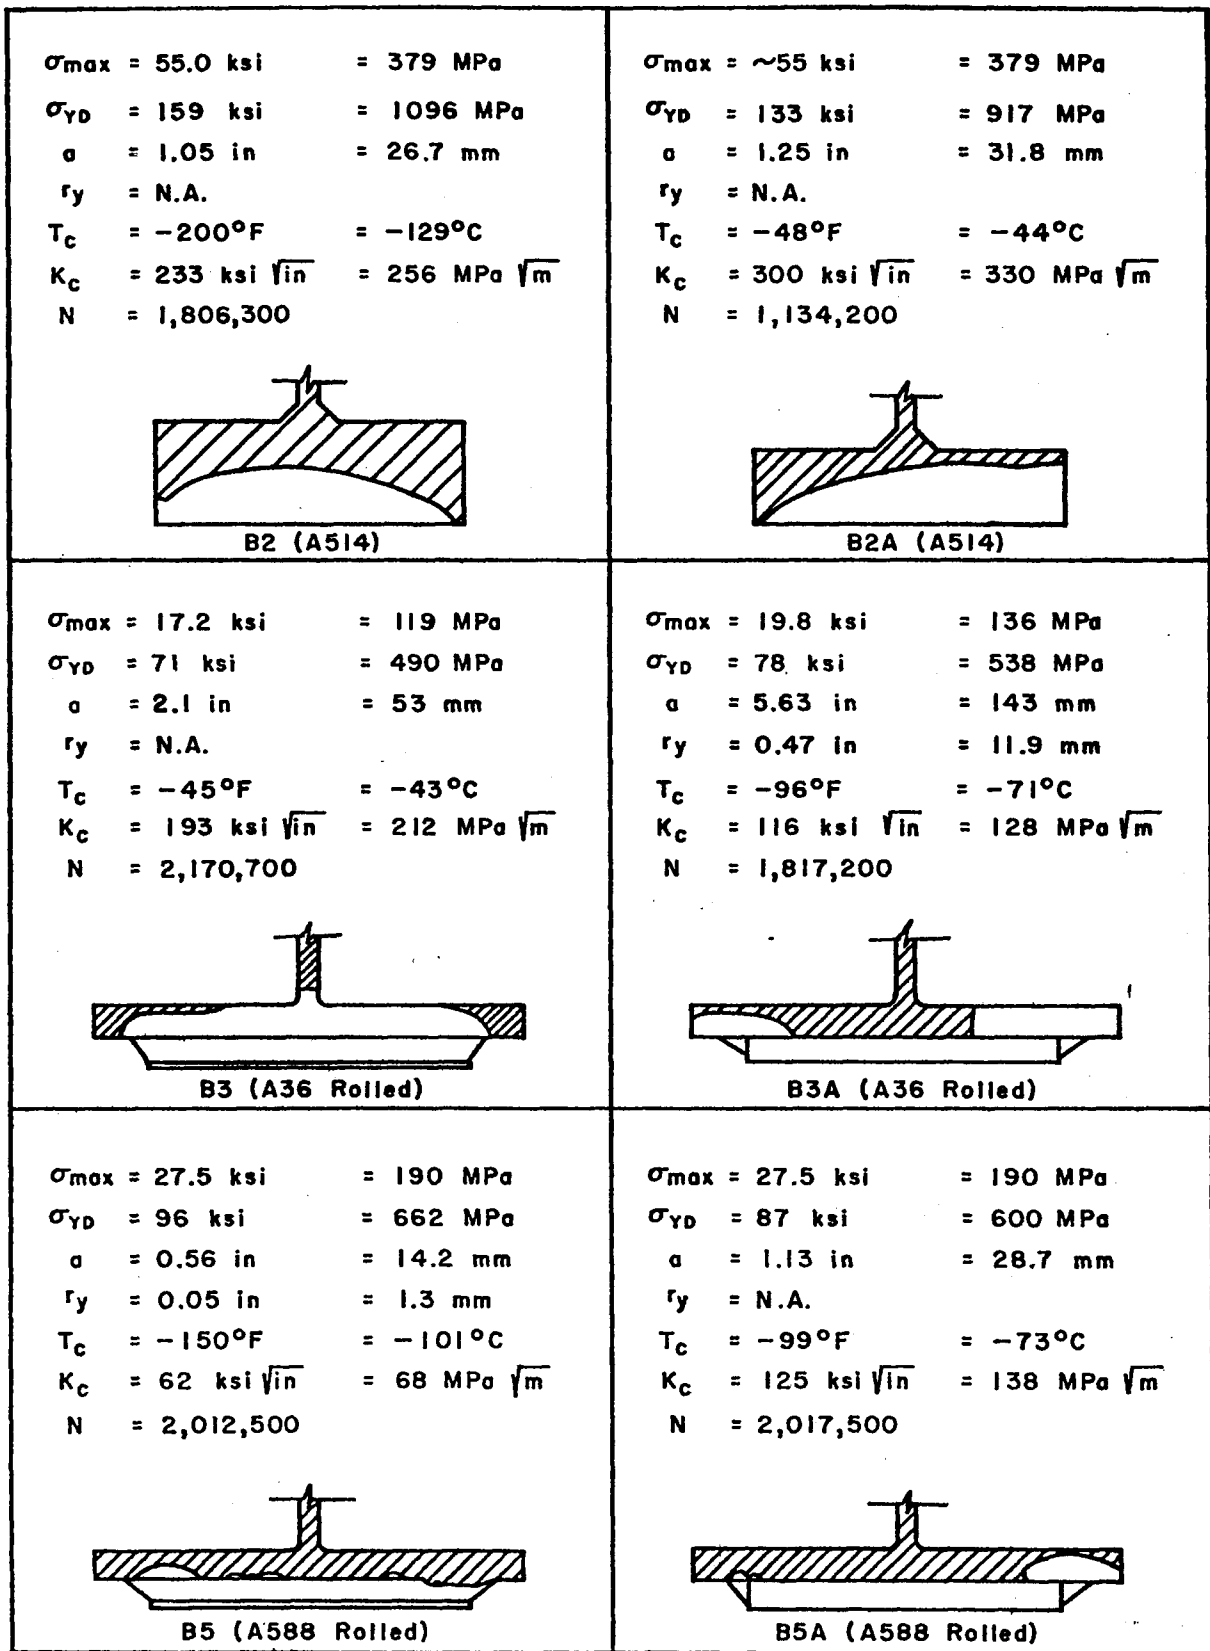 σmax = 55.0 ksi = 379 MPa
σYD = 159 ksi = 1096 MPa
a = 1.05 in = 26.7 mm
ry = N.A.
Tc = -200°F = -129°C
Kc = 233 ksi √in = 256 MPa √m
N = 1,806,300
B2 (A514)
σmax = ~55 ksi = 379 MPa
σYD = 133 ksi = 917 MPa
a = 1.25 in = 31.8 mm
ry = N.A.
Tc = -48°F = -44°C
Kc = 300 ksi √in = 330 MPa √m
N = 1,134,200
B2A (A514)
σmax = 17.2 ksi = 119 MPa
σYD = 71 ksi = 490 MPa
a = 2.1 in = 53 mm
ry = N.A.
Tc = -45°F = -43°C
Kc = 193 ksi √in = 212 MPa √m
N = 2,170,700
B3 (A36 Rolled)
σmax = 19.8 ksi = 136 MPa
σYD = 78 ksi = 538 MPa
a = 5.63 in = 143 mm
ry = 0.47 in = 11.9 mm
Tc = -96°F = -71°C
Kc = 116 ksi √in = 128 MPa √m
N = 1,817,200
B3A (A36 Rolled)
σmax = 27.5 ksi = 190 MPa
σYD = 96 ksi = 662 MPa
a = 0.56 in = 14.2 mm
ry = 0.05 in = 1.3 mm
Tc = -150°F = -101°C
Kc = 62 ksi √in = 68 MPa √m
N = 2,012,500
B5 (A588 Rolled)
σmax = 27.5 ksi = 190 MPa
σYD = 87 ksi = 600 MPa
a = 1.13 in = 28.7 mm
ry = N.A.
Tc = -99°F = -73°C
Kc = 125 ksi √in = 138 MPa √m
N = 2,017,500
B5A (A588 Rolled)